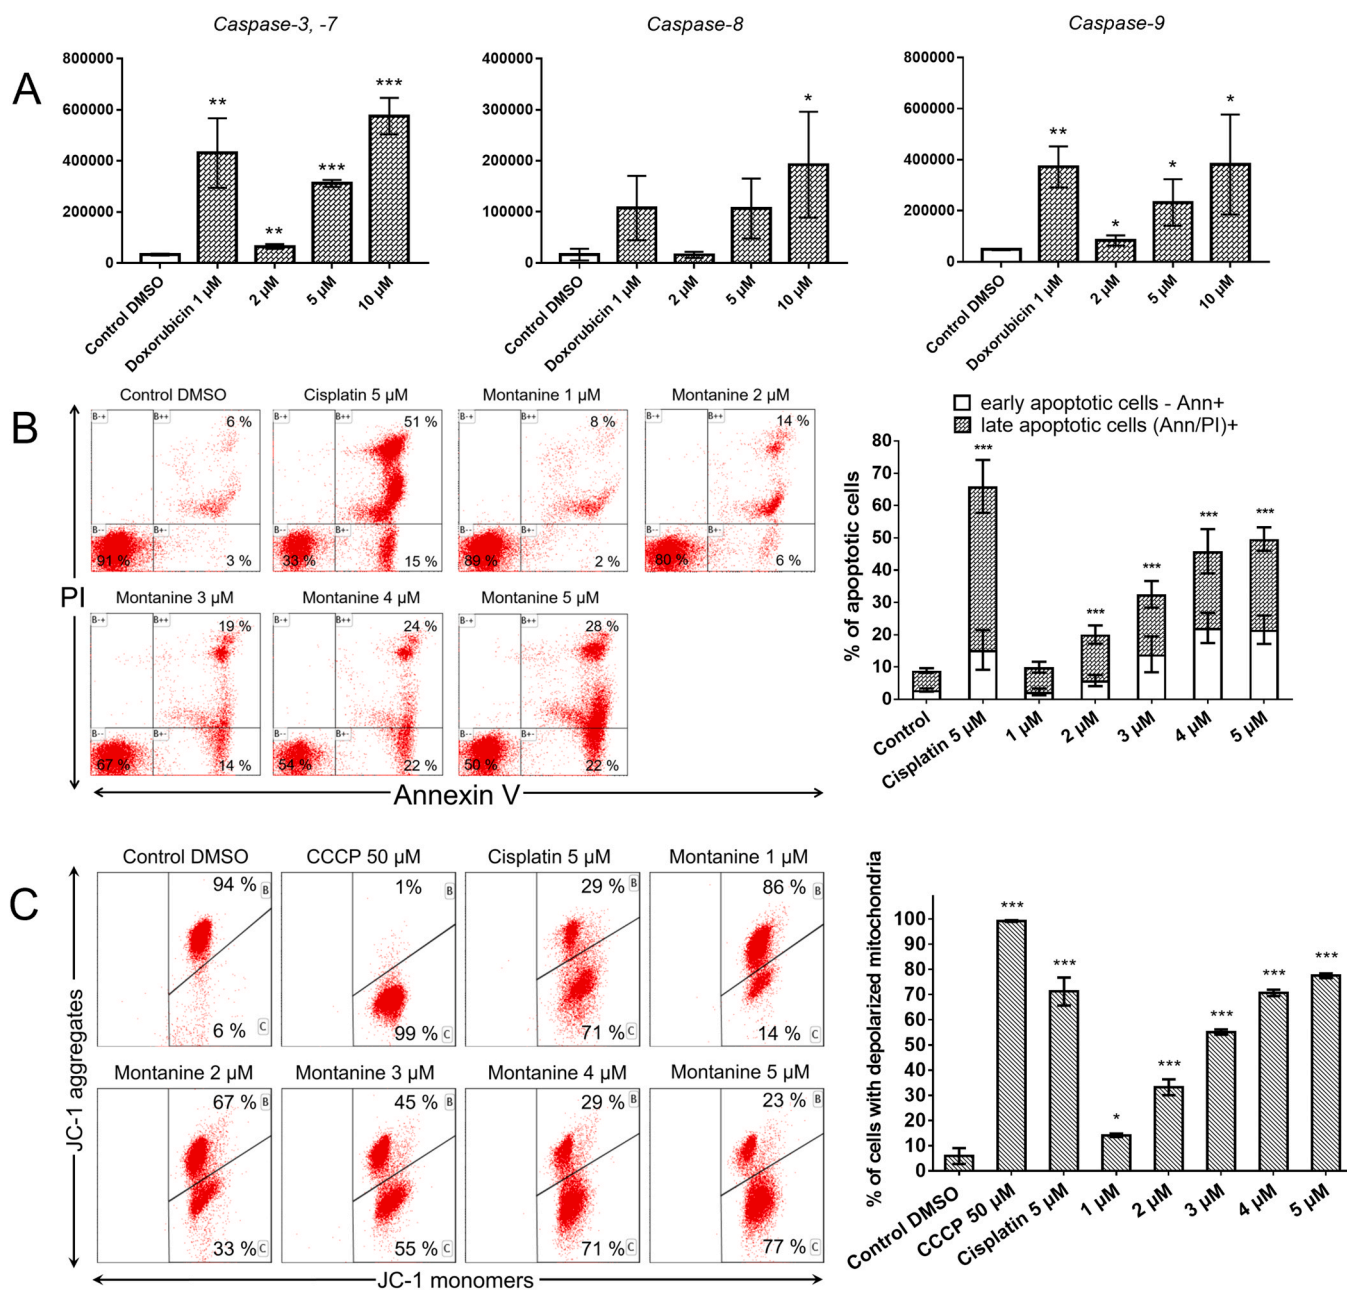 Caspase-3, -7
Caspase-8
Caspase-9
A
800000
600000
400000
200000
0
**
**
***
***
Control DMSO
Doxorubicin 1 µM
2 µM
5 µM
10 µM
400000
300000
200000
100000
0
*
Control DMSO
Doxorubicin 1 µM
2 µM
5 µM
10 µM
800000
600000
400000
200000
0
**
*
*
*
Control DMSO
Doxorubicin 1 µM
2 µM
5 µM
10 µM
B
PI
Control DMSO
B-+
B++
6 %
B--
B+-
91 %
3 %
Cisplatin 5 µM
B-+
B++
51 %
B--
B+-
33 %
15 %
Montanine 1 µM
B-+
B++
8 %
B--
B+-
89 %
2 %
Montanine 2 µM
B-+
B++
14 %
B--
B+-
80 %
6 %
Montanine 3 µM
B-+
B++
19 %
B--
B+-
67 %
14 %
Montanine 4 µM
B-+
B++
24 %
B--
B+-
54 %
22 %
Montanine 5 µM
B-+
B++
28 %
B--
B+-
50 %
22 %
Annexin V
early apoptotic cells - Ann+
late apoptotic cells (Ann/PI)+
% of apoptotic cells
80
70
60
50
40
30
20
10
0
***
***
***
***
***
Control
Cisplatin 5 µM
1 µM
2 µM
3 µM
4 µM
5 µM
C
JC-1 aggregates
Control DMSO
94 %
B
6 %
C
CCCP 50 µM
1%
B
99 %
C
Cisplatin 5 µM
29 %
B
71 %
C
Montanine 1 µM
86 %
B
14 %
C
Montanine 2 µM
67 %
B
33 %
C
Montanine 3 µM
45 %
B
55 %
C
Montanine 4 µM
29 %
B
71 %
C
Montanine 5 µM
23 %
B
77 %
C
JC-1 monomers
% of cells with depolarized mitochondria
100
90
80
70
60
50
40
30
20
10
0
***
***
*
***
***
***
***
Control DMSO
CCCP 50 µM
Cisplatin 5 µM
1 µM
2 µM
3 µM
4 µM
5 µM